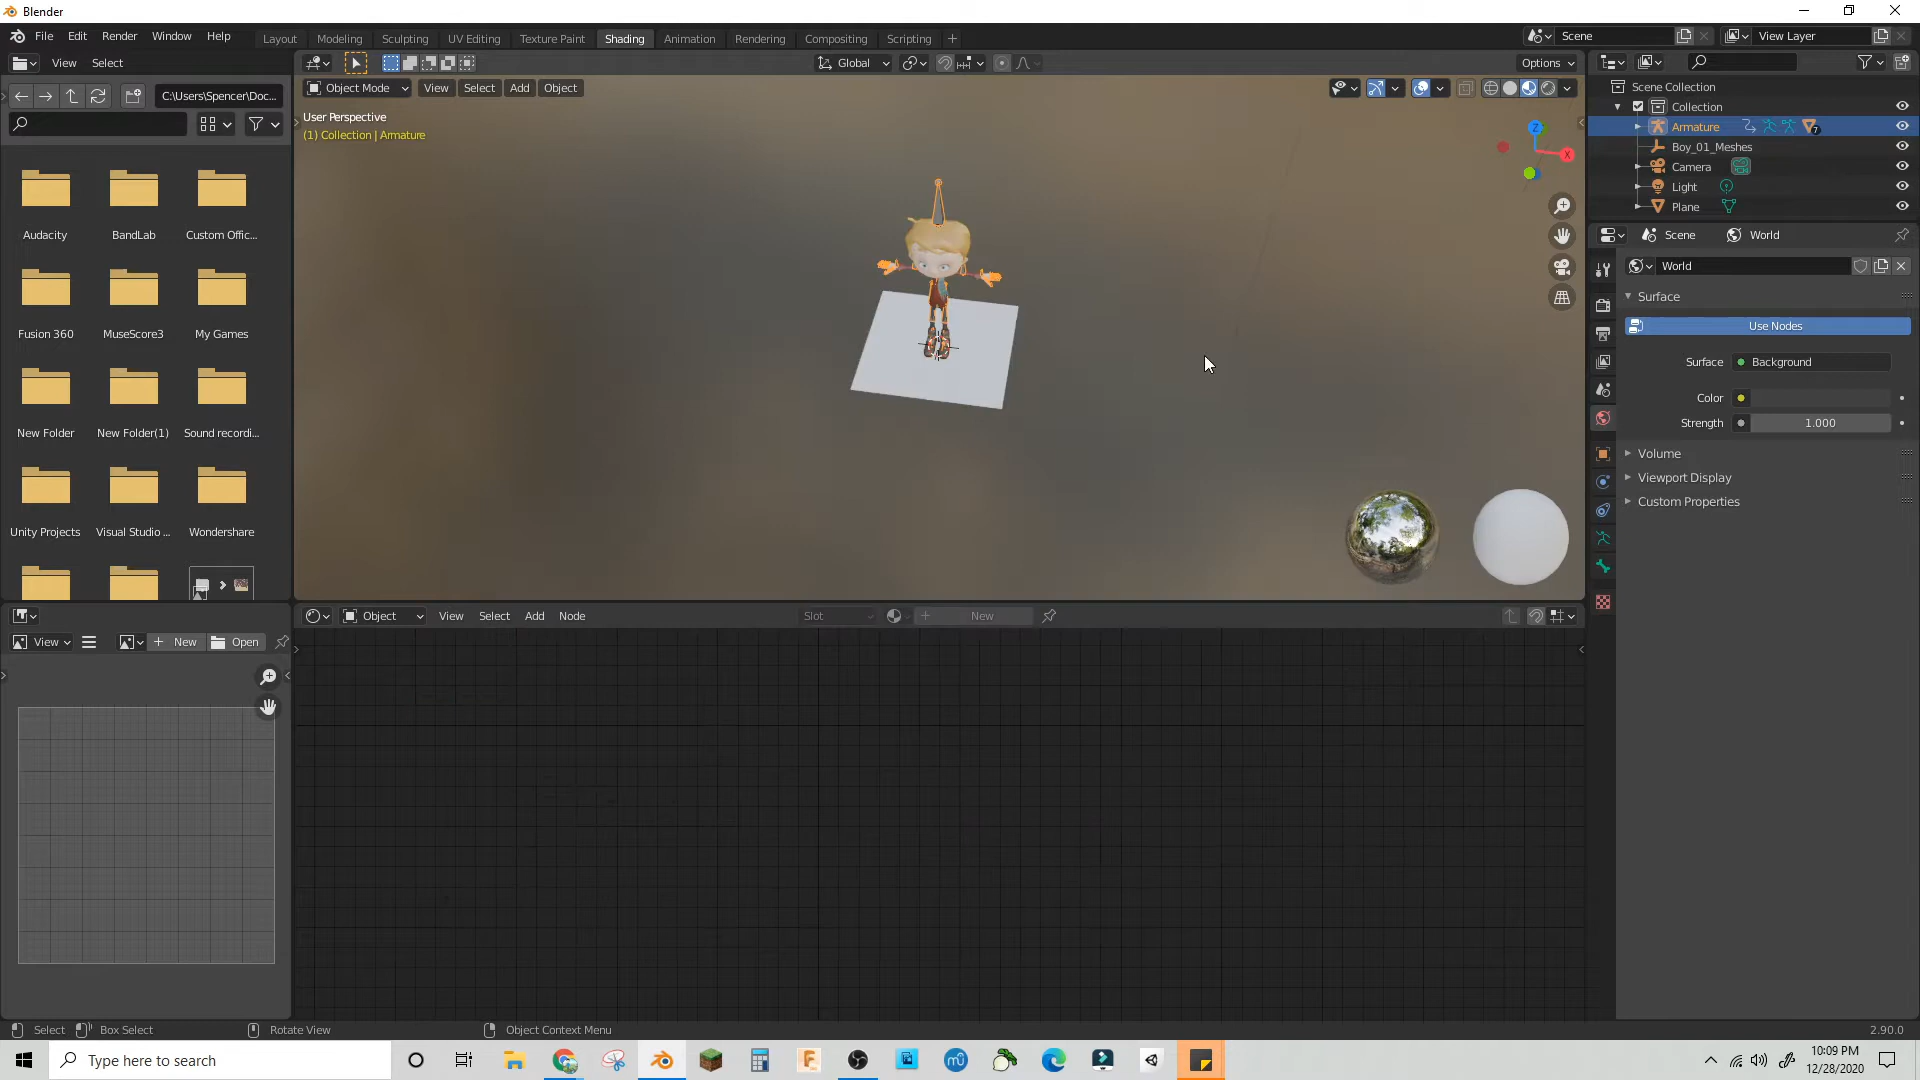 Blender
File Edit Render Window Help
Layout Modeling Sculpting UV Editing Texture Paint Shading Animation Rendering Compositing Scripting +
Scene
View Layer
View Select
Global
Options
C:\Users\Spencer\Doc...
Object Mode View Select Add Object
User Perspective
(1) Collection | Armature
Z
X
Scene Collection
Collection
Armature
7
Boy_01_Meshes
Camera
Light
Plane
Scene World
World
Surface
Use Nodes
Surface Background
Color
Strength 1.000
Volume
Viewport Display
Custom Properties
Audacity BandLab Custom Offic...
Fusion 360 MuseScore3 My Games
New Folder New Folder(1) Sound recordi...
Unity Projects Visual Studio ... Wondershare
Object View Select Add Node
Slot
+ New
View + New Open
Select Box Select Rotate View Object Context Menu
2.90.0
Type here to search
10:09 PM
12/28/2020